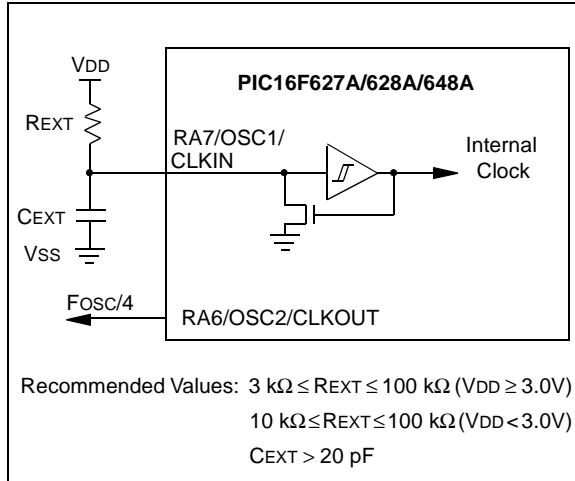 VDD
PIC16F627A/628A/648A
REXT
RA7/OSC1/
CLKIN
Internal
Clock
CEXT
VSS
FOSC/4
RA6/OSC2/CLKOUT
Recommended Values: 3 kΩ ≤ REXT ≤ 100 kΩ (VDD ≥ 3.0V)
10 kΩ ≤ REXT ≤ 100 kΩ (VDD < 3.0V)
CEXT > 20 pF